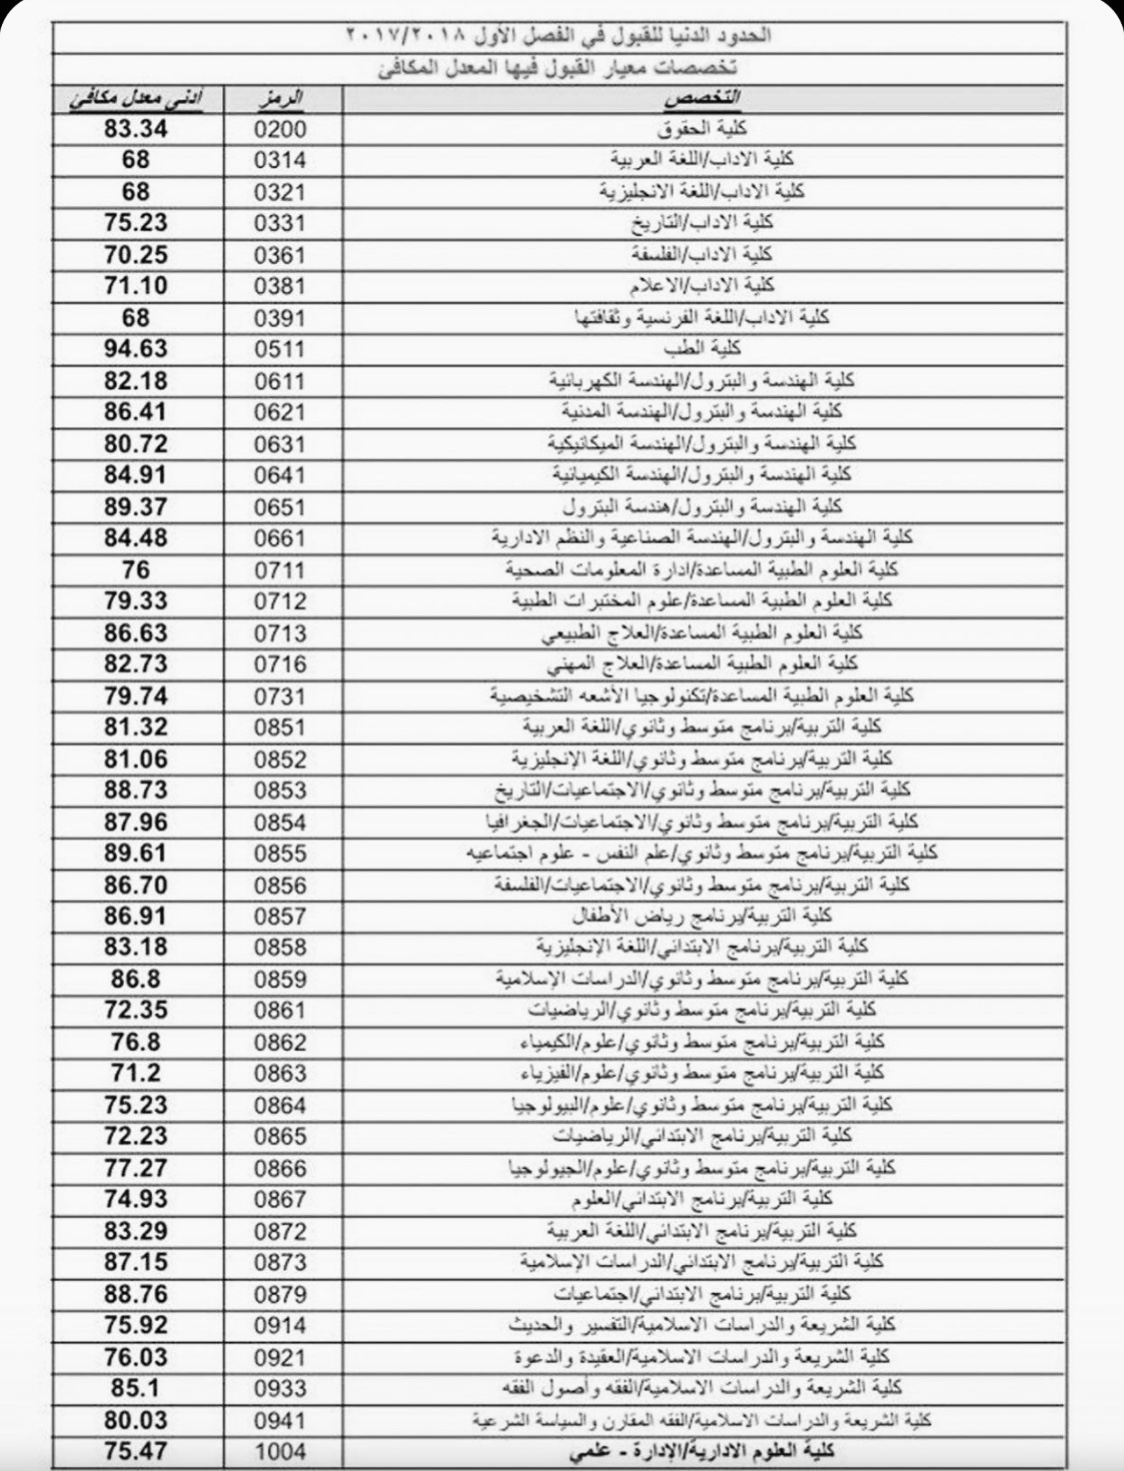 الحدود الدنيا للقبول في الفصل الأول ٢٠١٧/٢٠١٨
تخصصات معيار القبول فيها المعدل المكافئ
التخصص الرمز أدنى معدل مكافئ
كلية الحقوق 0200 83.34
كلية الاداب/اللغة العربية 0314 68
كلية الاداب/اللغة الانجليزية 0321 68
كلية الاداب/التاريخ 0331 75.23
كلية الاداب/الفلسفة 0361 70.25
كلية الاداب/الاعلام 0381 71.10
كلية الاداب/اللغة الفرنسية وثقافتها 0391 68
كلية الطب 0511 94.63
كلية الهندسة والبترول/الهندسة الكهربائية 0611 82.18
كلية الهندسة والبترول/الهندسة المدنية 0621 86.41
كلية الهندسة والبترول/الهندسة الميكانيكية 0631 80.72
كلية الهندسة والبترول/الهندسة الكيميائية 0641 84.91
كلية الهندسة والبترول/هندسة البترول 0651 89.37
كلية الهندسة والبترول/الهندسة الصناعية والنظم الادارية 0661 84.48
كلية العلوم الطبية المساعدة/ادارة المعلومات الصحية 0711 76
كلية العلوم الطبية المساعدة/علوم المختبرات الطبية 0712 79.33
كلية العلوم الطبية المساعدة/العلاج الطبيعي 0713 86.63
كلية العلوم الطبية المساعدة/العلاج المهني 0716 82.73
كلية العلوم الطبية المساعدة/تكنولوجيا الأشعه التشخيصية 0731 79.74
كلية التربية/برنامج متوسط وثانوي/اللغة العربية 0851 81.32
كلية التربية/برنامج متوسط وثانوي/اللغة الإنجليزية 0852 81.06
كلية التربية/برنامج متوسط وثانوي/الاجتماعيات/التاريخ 0853 88.73
كلية التربية/برنامج متوسط وثانوي/الاجتماعيات/الجغرافيا 0854 87.96
كلية التربية/برنامج متوسط وثانوي/علم النفس - علوم اجتماعيه 0855 89.61
كلية التربية/برنامج متوسط وثانوي/الاجتماعيات/الفلسفة 0856 86.70
كلية التربية/برنامج رياض الأطفال 0857 86.91
كلية التربية/برنامج الابتدائي/اللغة الإنجليزية 0858 83.18
كلية التربية/برنامج متوسط وثانوي/الدراسات الإسلامية 0859 86.8
كلية التربية/برنامج متوسط وثانوي/الرياضيات 0861 72.35
كلية التربية/برنامج متوسط وثانوي/علوم/الكيمياء 0862 76.8
كلية التربية/برنامج متوسط وثانوي/علوم/الفيزياء 0863 71.2
كلية التربية/برنامج متوسط وثانوي/علوم/البيولوجيا 0864 75.23
كلية التربية/برنامج الابتدائي/الرياضيات 0865 72.23
كلية التربية/برنامج متوسط وثانوي/علوم/الجيولوجيا 0866 77.27
كلية التربية/برنامج الابتدائي/العلوم 0867 74.93
كلية التربية/برنامج الابتدائي/اللغة العربية 0872 83.29
كلية التربية/برنامج الابتدائي/الدراسات الإسلامية 0873 87.15
كلية التربية/برنامج الابتدائي/اجتماعيات 0879 88.76
كلية الشريعة والدراسات الاسلامية/التفسير والحديث 0914 75.92
كلية الشريعة والدراسات الاسلامية/العقيدة والدعوة 0921 76.03
كلية الشريعة والدراسات الاسلامية/الفقه وأصول الفقه 0933 85.1
كلية الشريعة والدراسات الاسلامية/الفقه المقارن والسياسة الشرعية 0941 80.03
كلية العلوم الادارية/الإدارة - علمي 1004 75.47